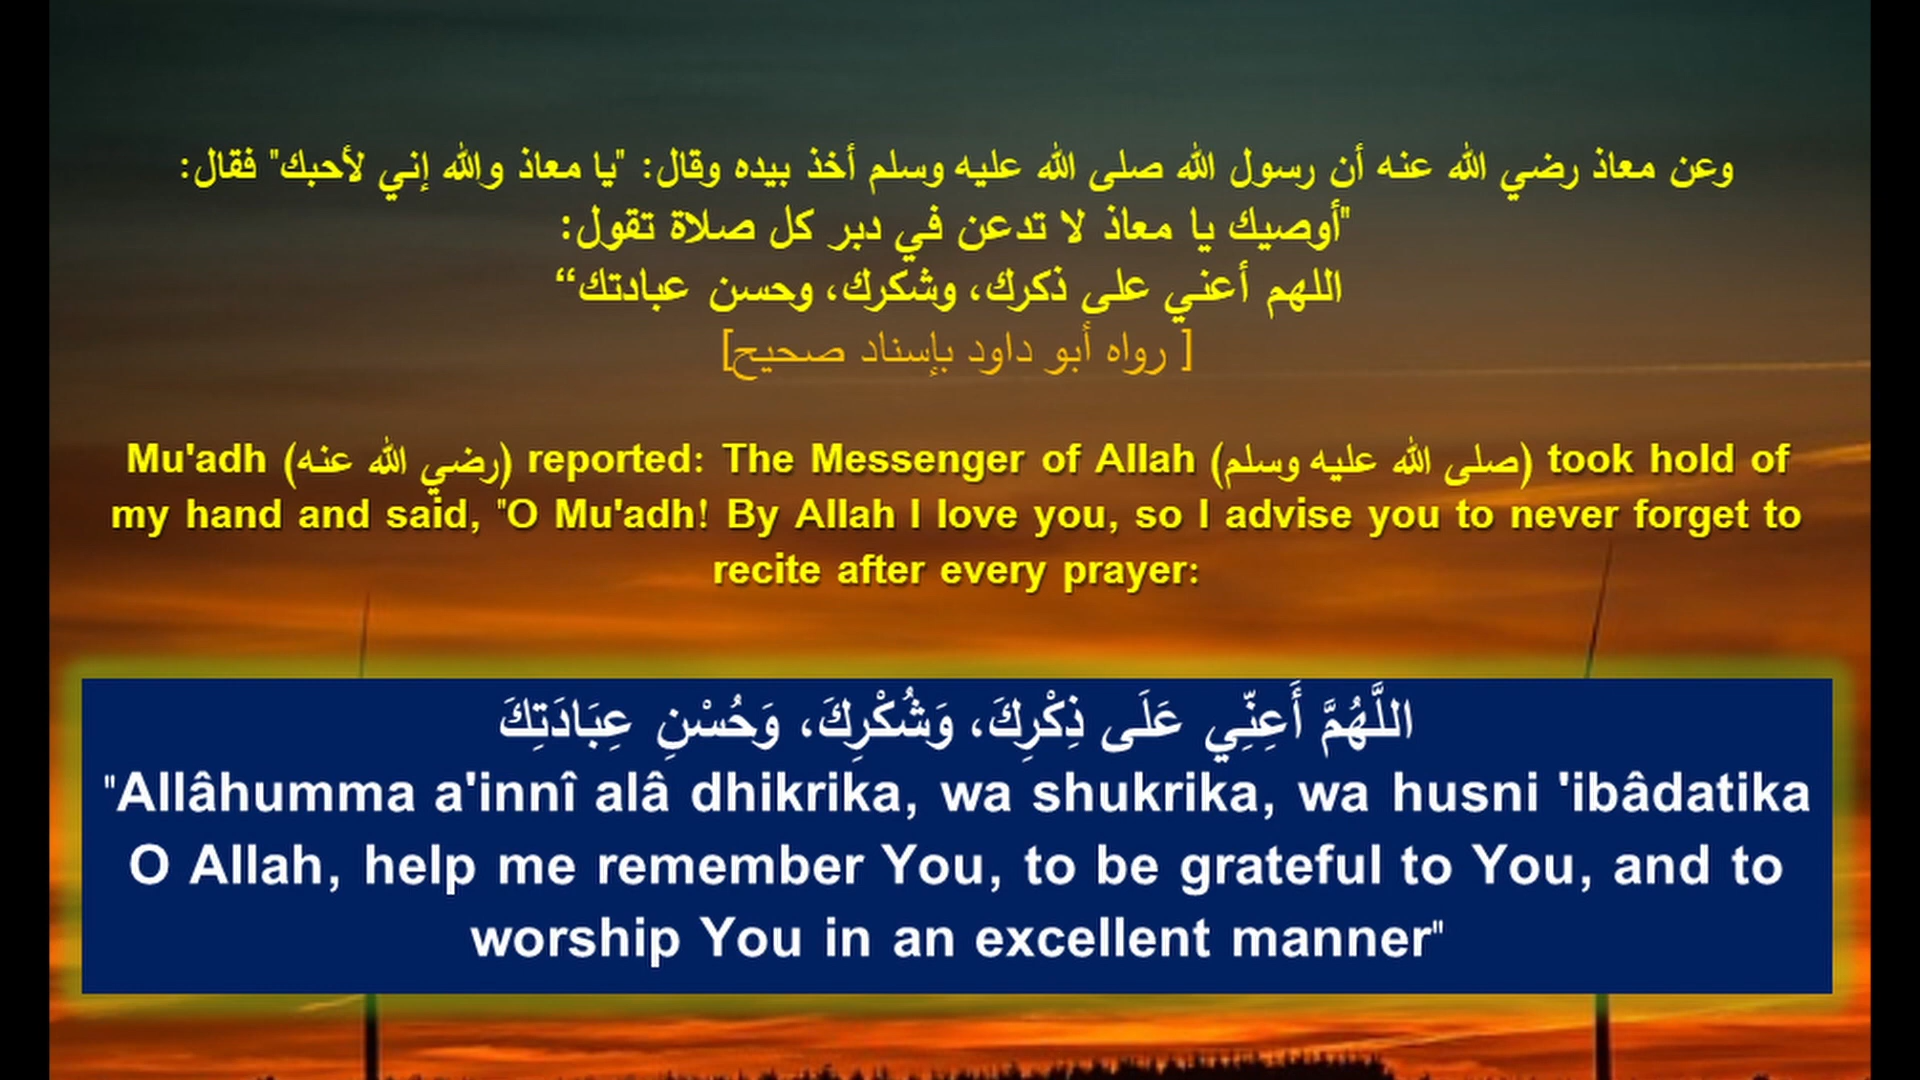 وعن معاذ رضي الله عنه أن رسول الله صلى الله عليه وسلم أخذ بيده وقال: "يا معاذ والله إني لأحبك" فقال:
"أوصيك يا معاذ لا تدعن في دبر كل صلاة تقول:
اللهم أعني على ذكرك، وشكرك، وحسن عبادتك“
[ رواه أبو داود بإسناد صحيح]
Mu'adh (رضي الله عنه) reported: The Messenger of Allah (صلى الله عليه وسلم) took hold of
my hand and said, "O Mu'adh! By Allah I love you, so I advise you to never forget to
recite after every prayer:
اللَّهُمَّ أَعِنِّي عَلَى ذِكْرِكَ، وَشُكْرِكَ، وَحُسْنِ عِبَادَتِكَ
"Allâhumma a'innî alâ dhikrika, wa shukrika, wa husni 'ibâdatika
O Allah, help me remember You, to be grateful to You, and to
worship You in an excellent manner"